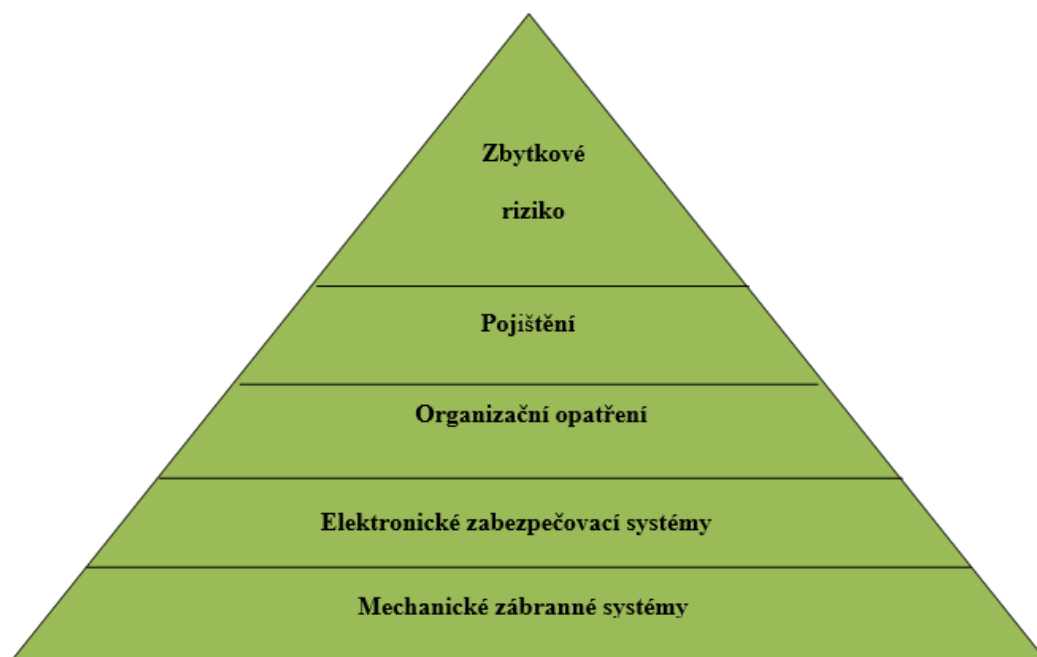 Zbytkové
riziko
Pojištění
Organizační opatření
Elektronické zabezpečovací systémy
Mechanické zábranné systémy